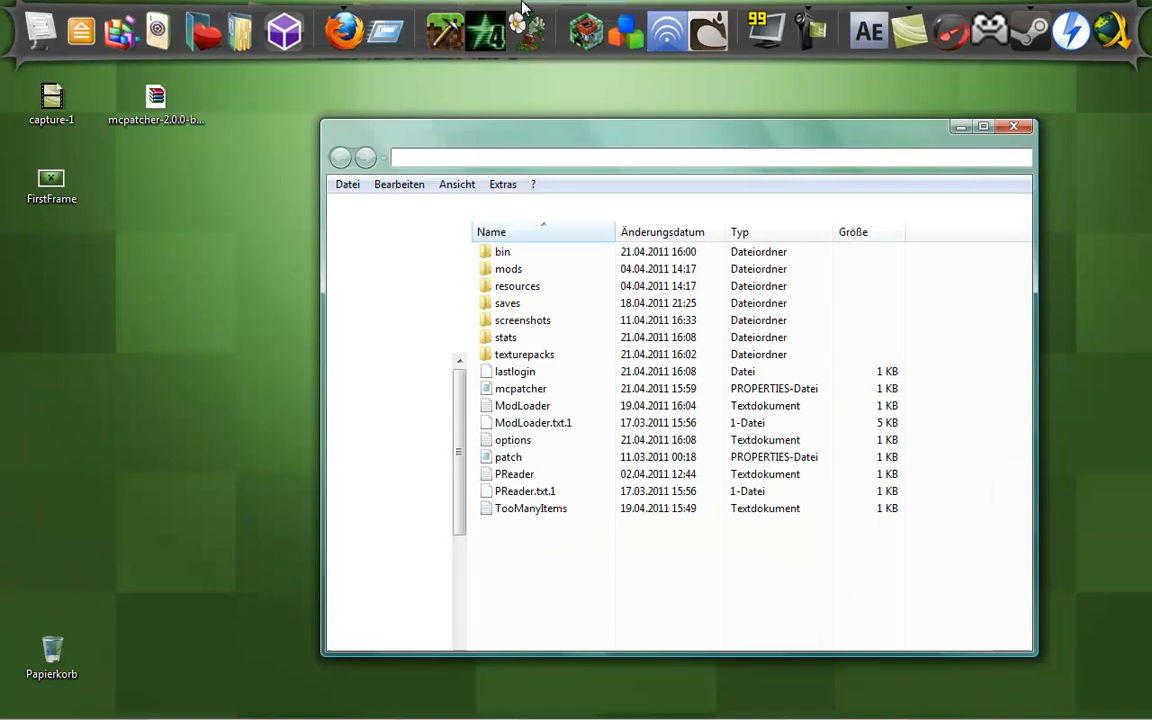 4
99
AE
capture-1
mcpatcher-2.0.0-b...
FirstFrame
Papierkorb
Datei Bearbeiten Ansicht Extras ?
Name Änderungsdatum Typ Größe
bin 21.04.2011 16:00 Dateiordner
mods 04.04.2011 14:17 Dateiordner
resources 04.04.2011 14:17 Dateiordner
saves 18.04.2011 21:25 Dateiordner
screenshots 11.04.2011 16:33 Dateiordner
stats 21.04.2011 16:08 Dateiordner
texturepacks 21.04.2011 16:02 Dateiordner
lastlogin 21.04.2011 16:08 Datei 1 KB
mcpatcher 21.04.2011 15:59 PROPERTIES-Datei 1 KB
ModLoader 19.04.2011 16:04 Textdokument 1 KB
ModLoader.txt.1 17.03.2011 15:56 1-Datei 5 KB
options 21.04.2011 16:08 Textdokument 1 KB
patch 11.03.2011 00:18 PROPERTIES-Datei 1 KB
PReader 02.04.2011 12:44 Textdokument 1 KB
PReader.txt.1 17.03.2011 15:56 1-Datei 1 KB
TooManyItems 19.04.2011 15:49 Textdokument 1 KB